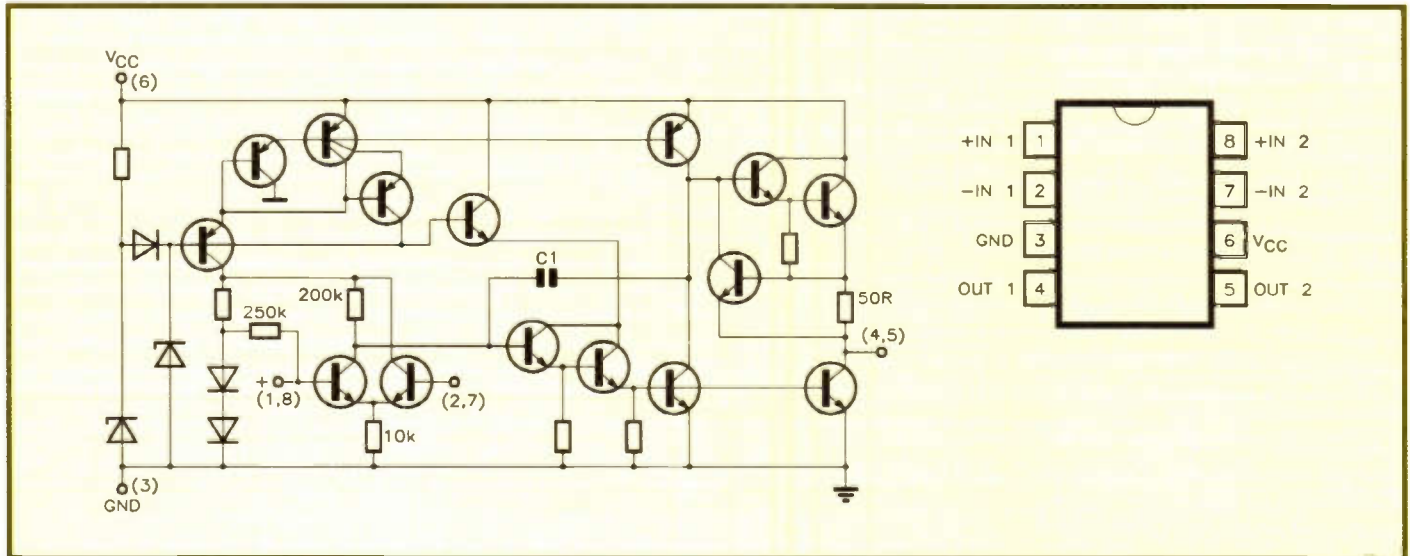 VCC
(6)
200k
C1
250k
50R
+
(1,8)
(2,7)
(4,5)
10k
(3)
GND
+IN 1 1
8 +IN 2
-IN 1 2
7 -IN 2
GND 3
6 VCC
OUT 1 4
5 OUT 2